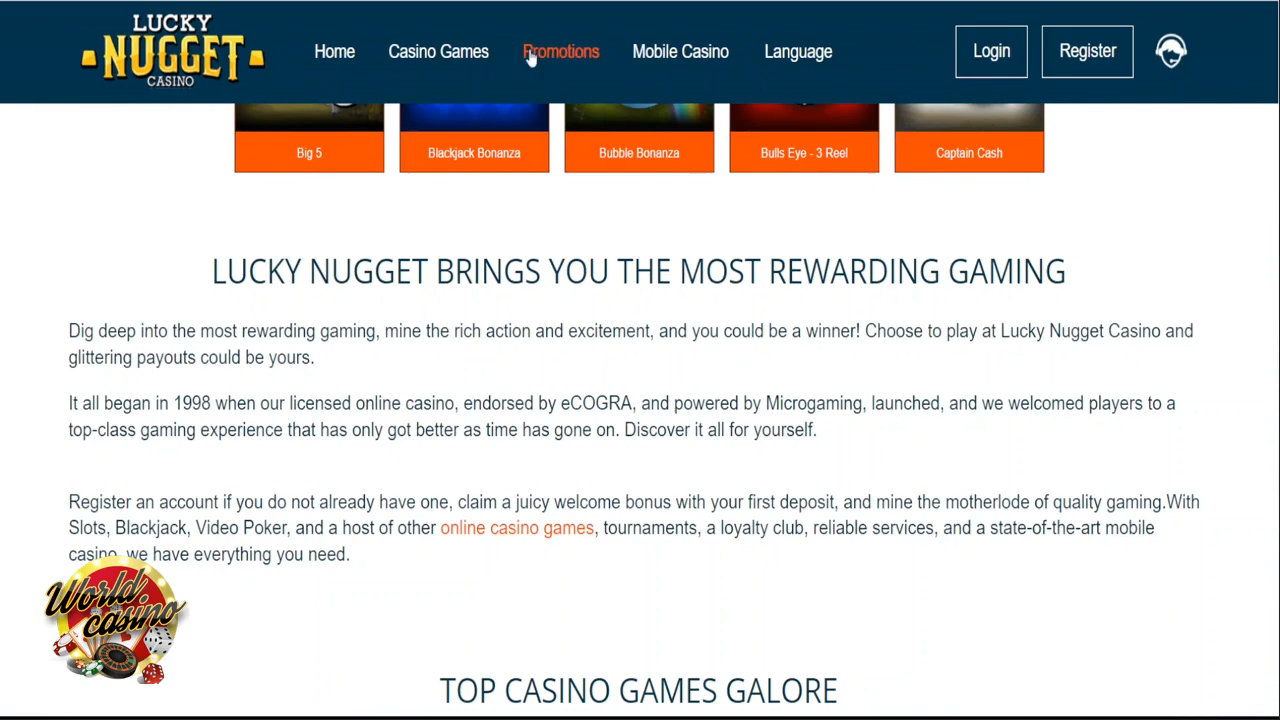 LUCKY
NUGGET
CASINO
Home Casino Games Promotions Mobile Casino Language Login Register
Big 5 Blackjack Bonanza Bubble Bonanza Bulls Eye - 3 Reel Captain Cash
LUCKY NUGGET BRINGS YOU THE MOST REWARDING GAMING
Dig deep into the most rewarding gaming, mine the rich action and excitement, and you could be a winner! Choose to play at Lucky Nugget Casino and
glittering payouts could be yours.
It all began in 1998 when our licensed online casino, endorsed by eCOGRA, and powered by Microgaming, launched, and we welcomed players to a
top-class gaming experience that has only got better as time has gone on. Discover it all for yourself.
Register an account if you do not already have one, claim a juicy welcome bonus with your first deposit, and mine the motherlode of quality gaming.With
Slots, Blackjack, Video Poker, and a host of other online casino games, tournaments, a loyalty club, reliable services, and a state-of-the-art mobile
casino, we have everything you need.
World
casino
TOP CASINO GAMES GALORE